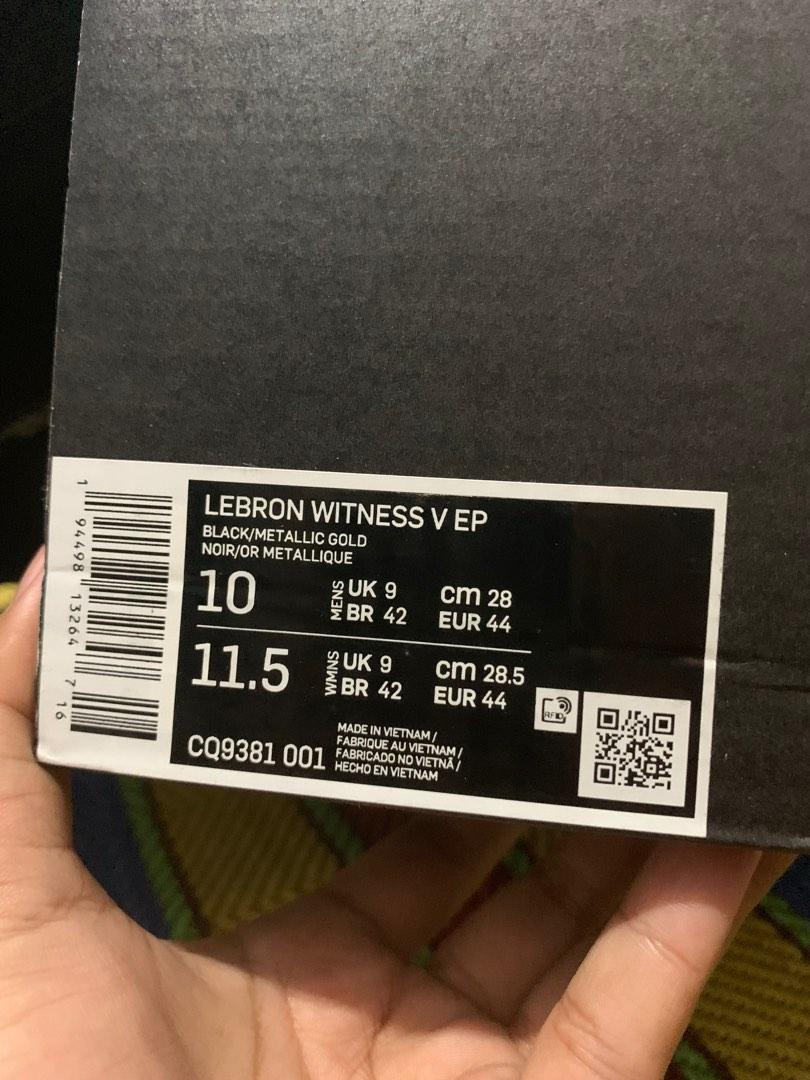 LEBRON WITNESS V EP
BLACK/METALLIC GOLD
NOIR/OR METALLIQUE
10
MENS
UK 9 cm 28
BR 42 EUR 44
11.5
WMNS
UK 9 cm 28.5
BR 42 EUR 44
RFID
CQ9381 001
MADE IN VIETNAM /
FABRIQUE AU VIETNAM /
FABRICADO NO VIETNÃ /
HECHO EN VIETNAM
1 94498 13264 7 16